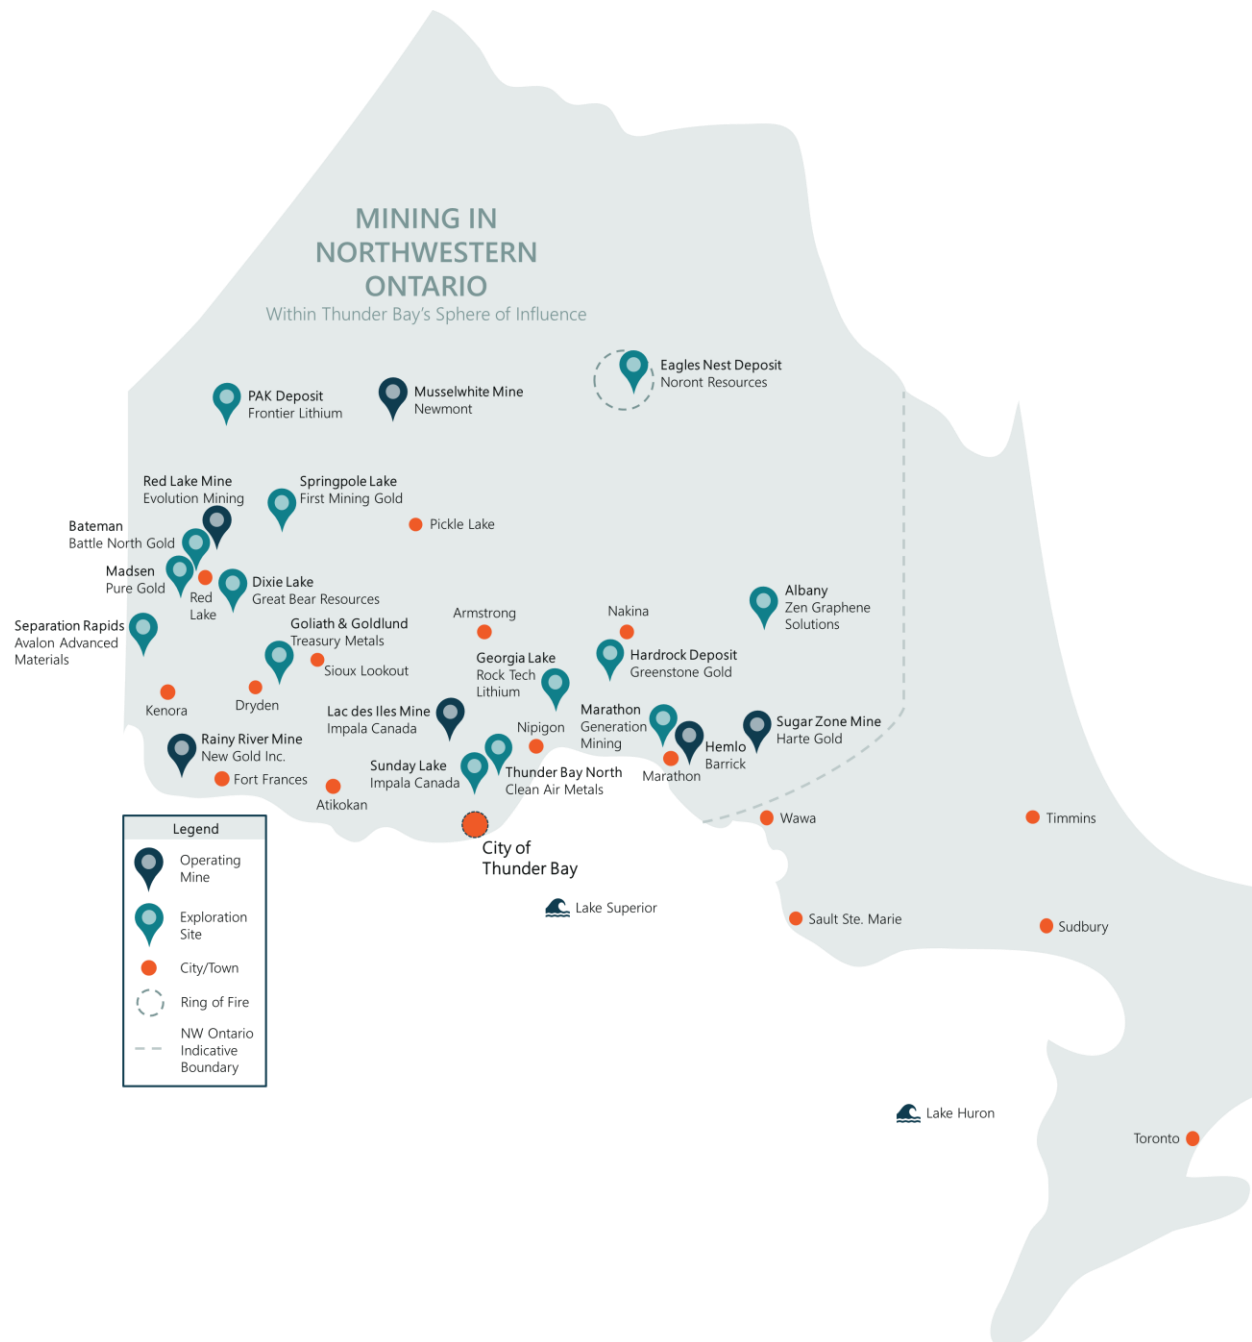 MINING IN
NORTHWESTERN
ONTARIO
Within Thunder Bay's Sphere of Influence
Eagles Nest Deposit
Noront Resources
PAK Deposit
Frontier Lithium
Musselwhite Mine
Newmont
Red Lake Mine
Evolution Mining
Springpole Lake
First Mining Gold
Bateman
Battle North Gold
Pickle Lake
Madsen
Pure Gold
Red
Lake
Dixie Lake
Great Bear Resources
Albany
Zen Graphene
Solutions
Separation Rapids
Avalon Advanced
Materials
Goliath & Goldlund
Treasury Metals
Sioux Lookout
Armstrong
Nakina
Georgia Lake
Rock Tech
Lithium
Hardrock Deposit
Greenstone Gold
Kenora
Dryden
Lac des Iles Mine
Impala Canada
Nipigon
Marathon
Generation
Mining
Sugar Zone Mine
Harte Gold
Rainy River Mine
New Gold Inc.
Hemlo
Barrick
Sunday Lake
Impala Canada
Thunder Bay North
Clean Air Metals
Marathon
Fort Frances
Atikokan
Wawa
Timmins
City of
Thunder Bay
Lake Superior
Sault Ste. Marie
Sudbury
Legend
Operating
Mine
Exploration
Site
City/Town
Ring of Fire
NW Ontario
Indicative
Boundary
Lake Huron
Toronto